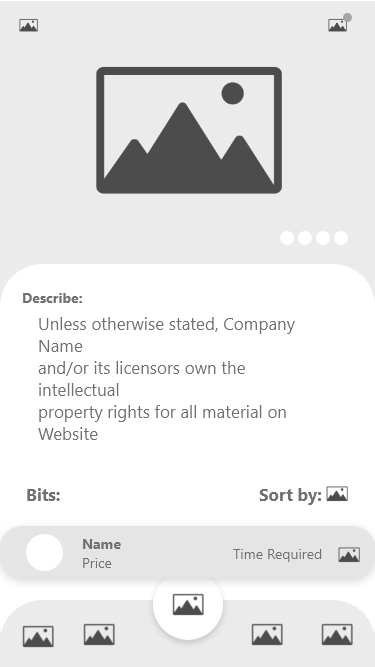 Describe:
Unless otherwise stated, Company
Name
and/or its licensors own the
intellectual
property rights for all material on
Website
Bits:
Sort by:
Name
Price
Time Required